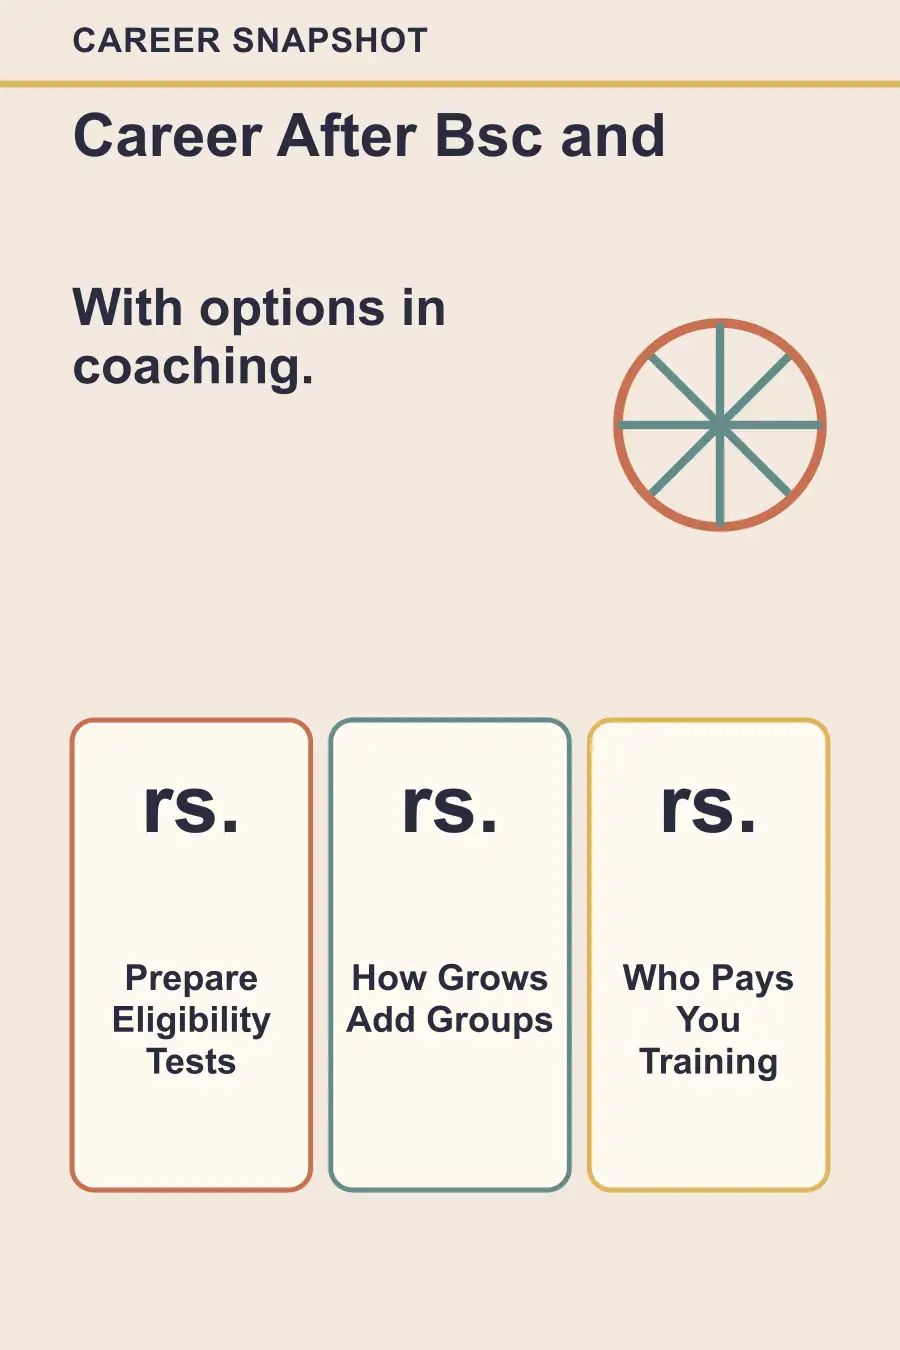 CAREER SNAPSHOT
Career After Bsc and
With options in
coaching.
rs.
Prepare
Eligibility
Tests
rs.
How Grows
Add Groups
rs.
Who Pays
You
Training